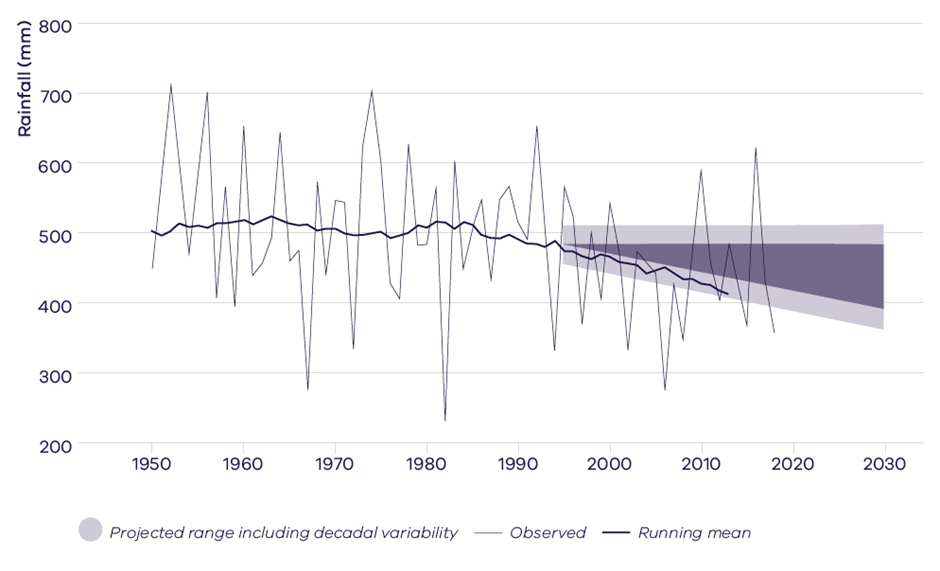 Rainfall (mm)
800
700
600
500
400
300
200
1950 1960 1970 1980 1990 2000 2010 2020 2030
Projected range including decadal variability Observed Running mean